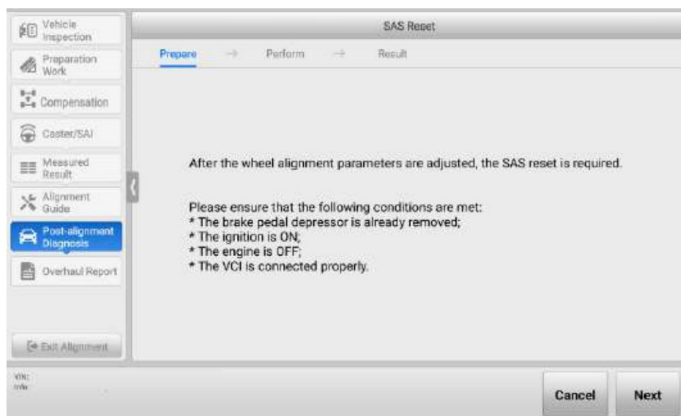 Vehicle
Inspection
Preparation
Work
Compensation
Caster/SAI
Measured
Result
Alignment
Guide
Post-alignment
Diagnosis
Overhaul Report
Exit Alignment
SAS Reset
Prepare → Perform → Result
After the wheel alignment parameters are adjusted, the SAS reset is required.
Please ensure that the following conditions are met:
* The brake pedal depressor is already removed;
* The ignition is ON;
* The engine is OFF;
* The VCI is connected properly.
VIN:
Info:
Cancel
Next